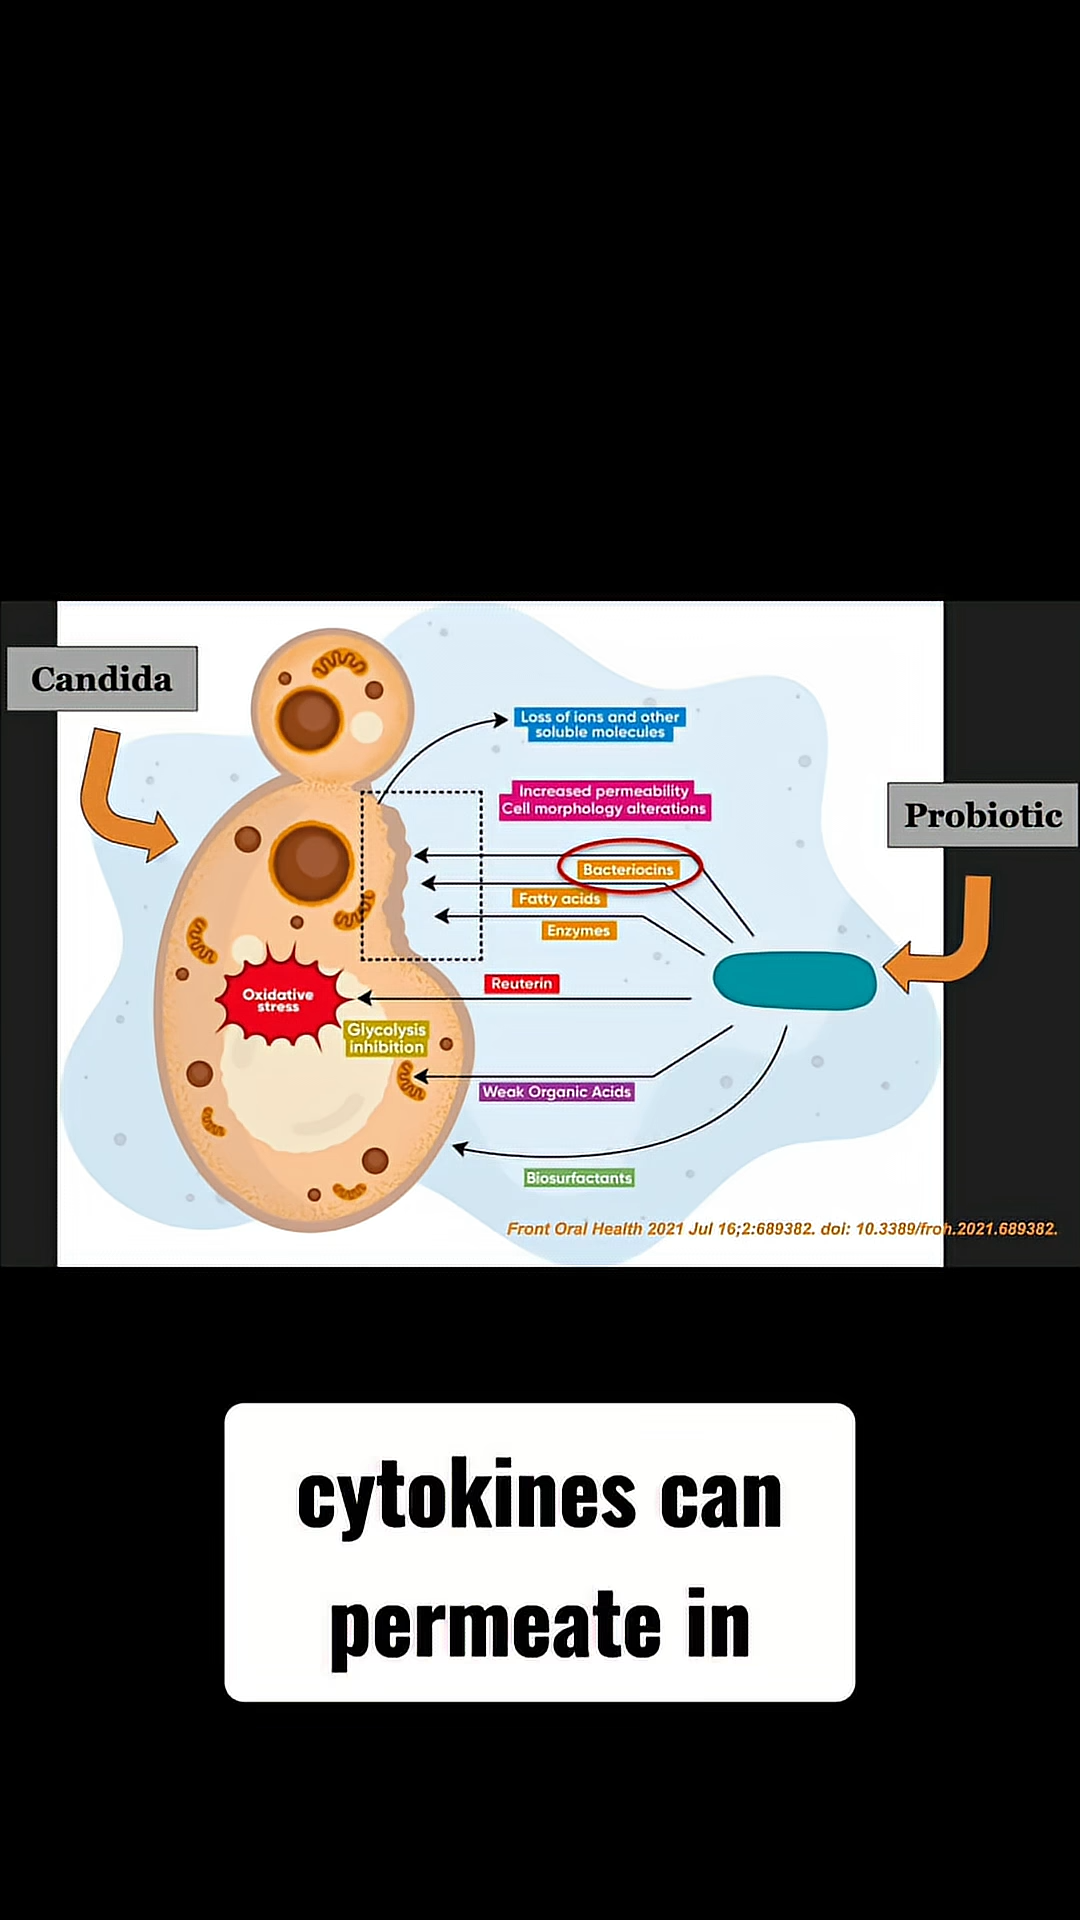 Candida
Loss of ions and other
soluble molecules
Increased permeability
Cell morphology alterations
Probiotic
Bacteriocins
Fatty acids
Enzymes
Reuterin
Oxidative
stress
Glycolysis
inhibition
Weak Organic Acids
Biosurfactants
Front Oral Health 2021 Jul 16;2:689382. doi: 10.3389/froh.2021.689382.
cytokines can
permeate in